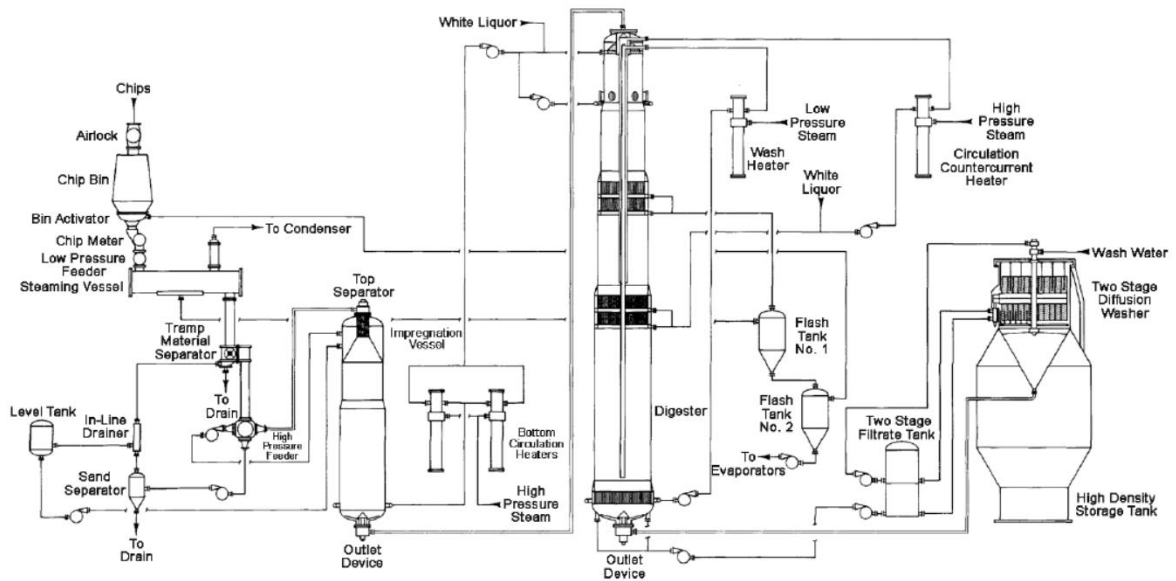 White Liquor
Chips
Airlock
Chip Bin
Bin Activator
Chip Meter
Low Pressure
Feeder
Steaming Vessel
To Condenser
Tramp
Material
Separator
To
Drain
Level Tank
In-Line
Drainer
Sand Separator
To
Drain
High
Pressure
Feeder
Top
Separator
Impregnation
Vessel
Bottom
Circulation
Heaters
High
Pressure
Steam
Outlet
Device
Low
Pressure
Steam
Wash
Heater
High
Pressure
Steam
Circulation
Countercurrent
Heater
White
Liquor
Wash Water
Two Stage
Diffusion
Washer
Flash
Tank
No. 1
Digester
Flash
Tank
No. 2
To
Evaporators
Two Stage
Filtrate Tank
High Density
Storage Tank
Outlet
Device